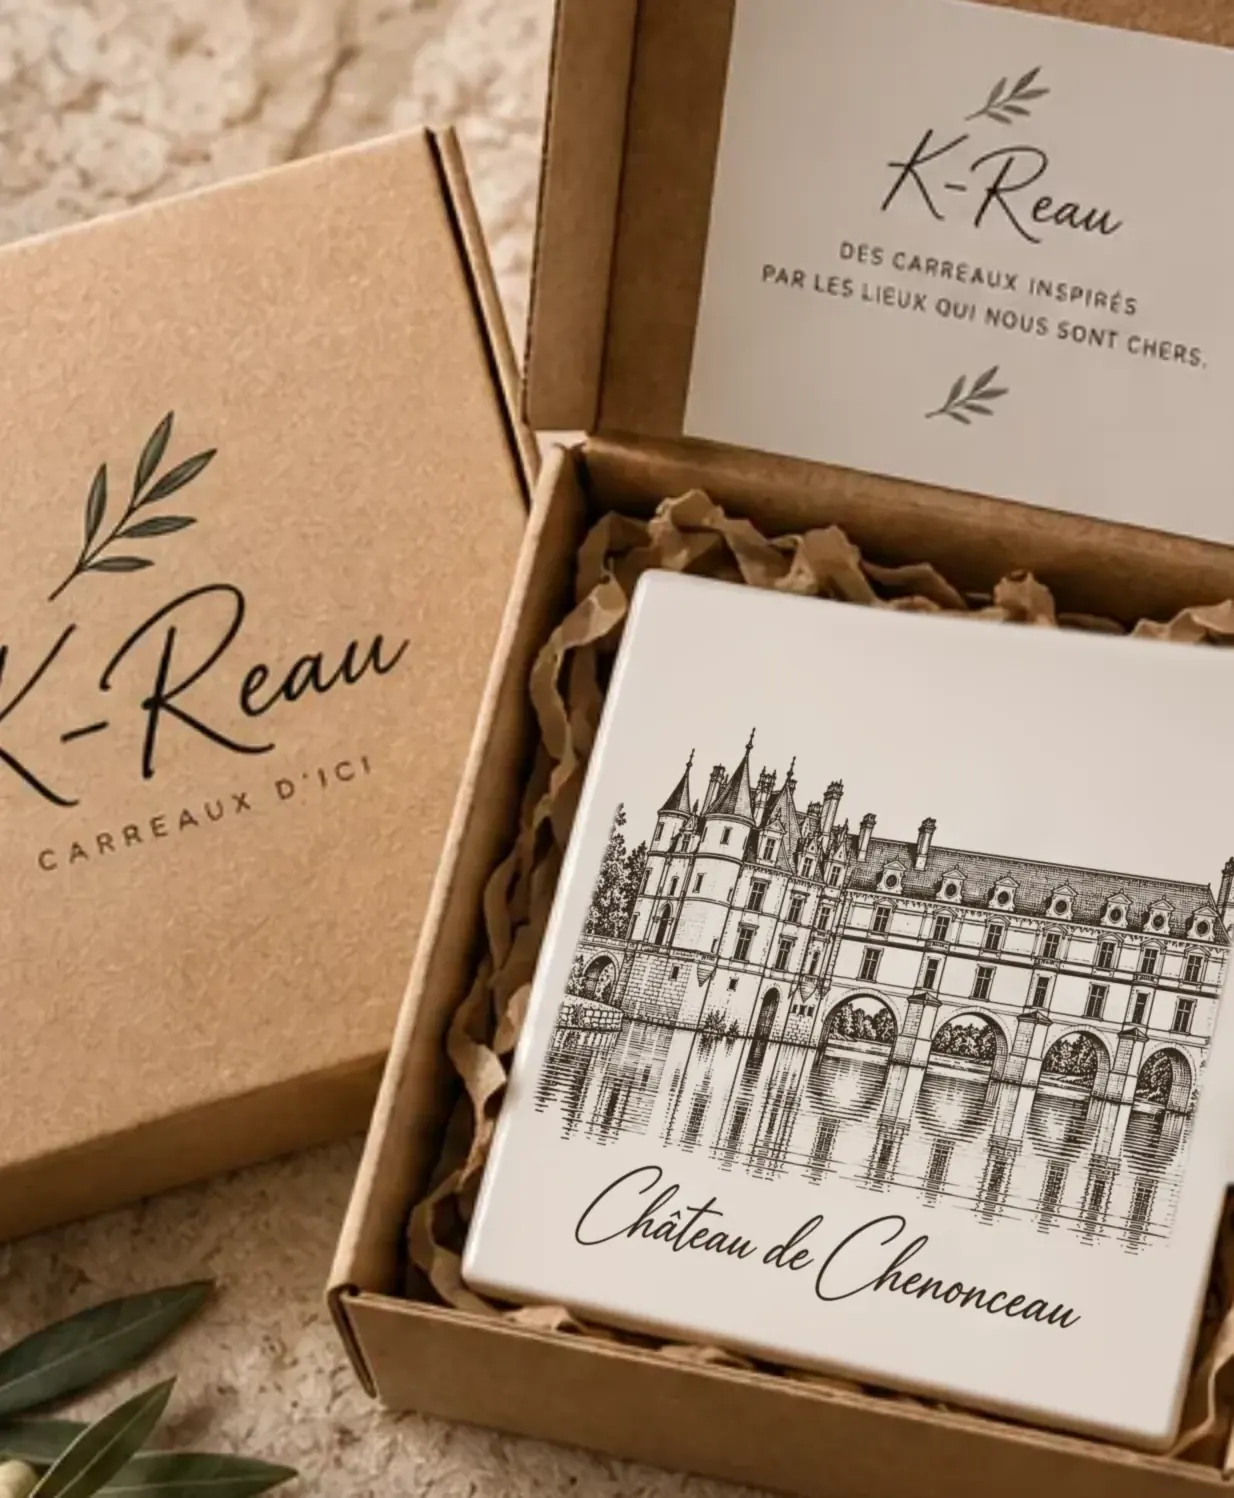 K-Reau
CARREAUX D'ICI
K-Reau
DES CARREAUX INSPIRÉS
PAR LES LIEUX QUI NOUS SONT CHERS.
Château de Chenonceau